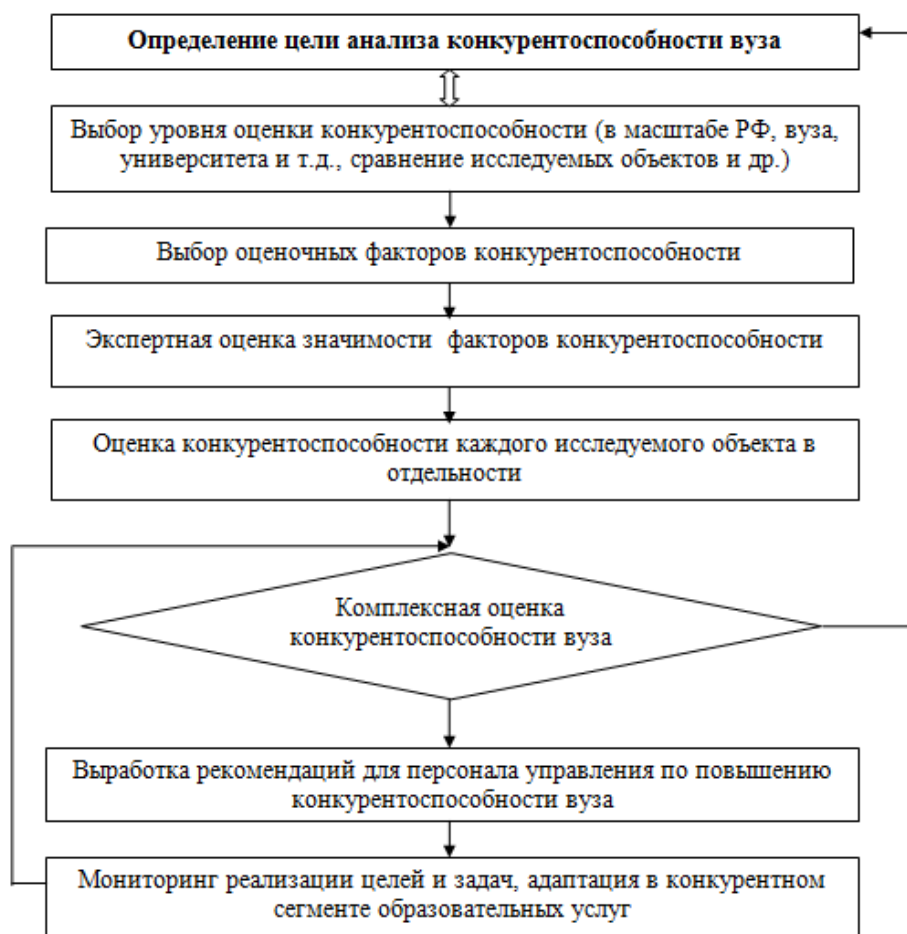 Определение цели анализа конкурентоспособности вуза
Выбор уровня оценки конкурентоспособности (в масштабе РФ, вуза,
университета и т.д., сравнение исследуемых объектов и др.)
Выбор оценочных факторов конкурентоспособности
Экспертная оценка значимости факторов конкурентоспособности
Оценка конкурентоспособности каждого исследуемого объекта в
отдельности
Комплексная оценка
конкурентоспособности вуза
Выработка рекомендаций для персонала управления по повышению
конкурентоспособности вуза
Мониторинг реализации целей и задач, адаптация в конкурентном
сегменте образовательных услуг